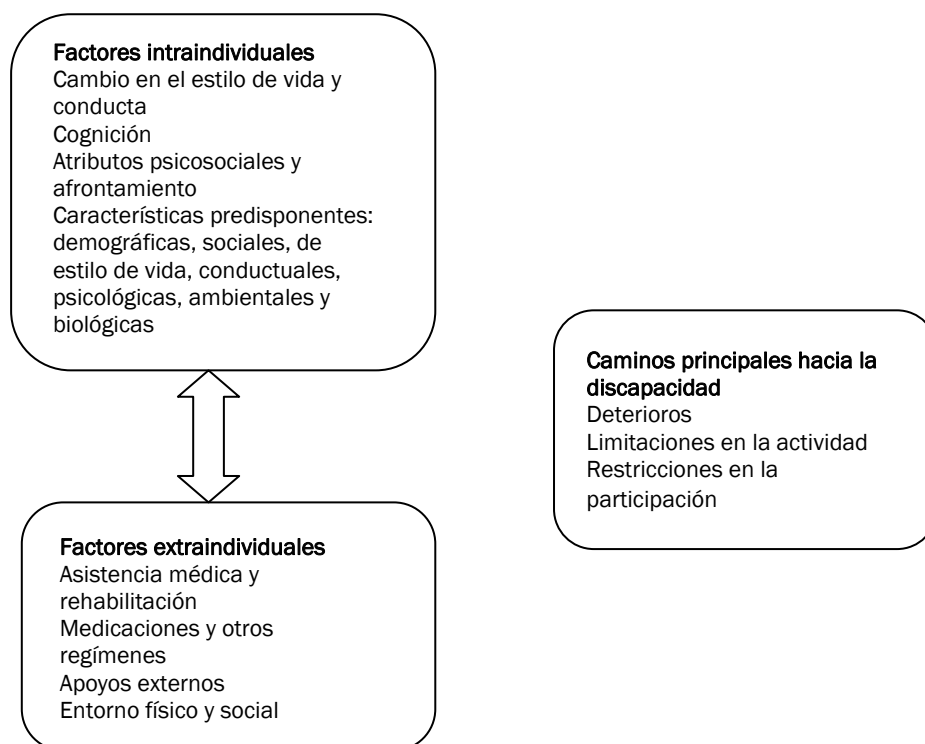 Factores intraindividuales
Cambio en el estilo de vida y
conducta
Cognición
Atributos psicosociales y
afrontamiento
Características predisponentes:
demográficas, sociales, de
estilo de vida, conductuales,
psicológicas, ambientales y
biológicas
Caminos principales hacia la
discapacidad
Deterioros
Limitaciones en la actividad
Restricciones en la
participación
Factores extraindividuales
Asistencia médica y
rehabilitación
Medicaciones y otros
regímenes
Apoyos externos
Entorno físico y social